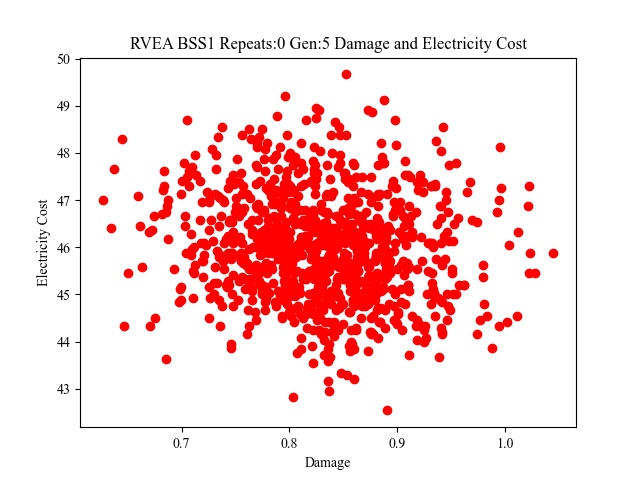 RVEA BSS1 Repeats:0 Gen:5 Damage and Electricity Cost
50
49
48
47
46
45
44
43
Electricity Cost
0.7 0.8 0.9 1.0
Damage